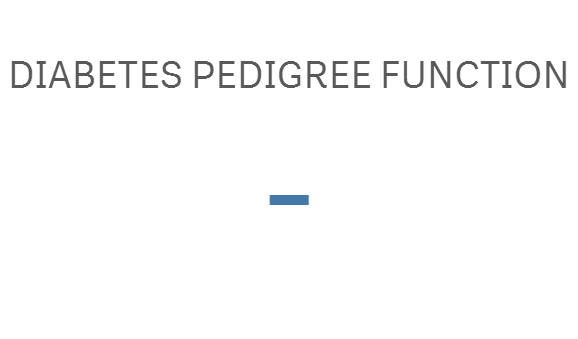 DIABETES PEDIGREE FUNCTION
-